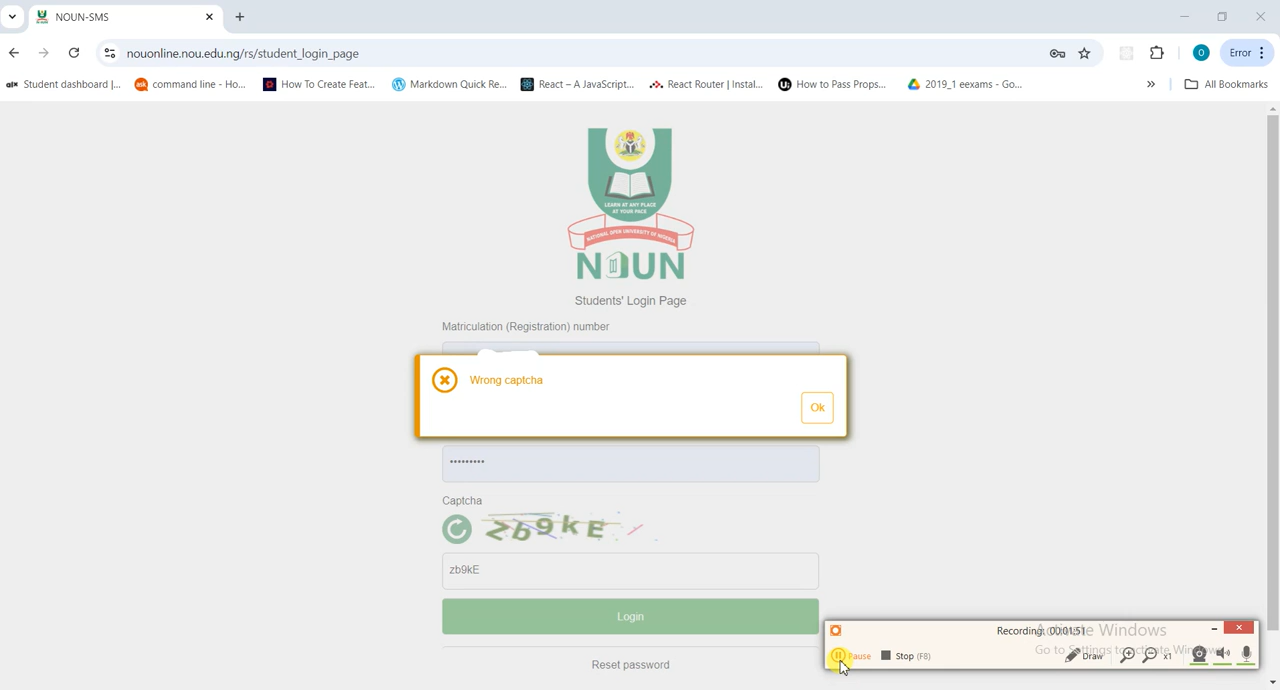 NOUN-SMS
nouonline.nou.edu.ng/rs/student_login_page
O
Error
alx Student dashboard |...
ask command line - Ho...
How To Create Feat...
Markdown Quick Re...
React – A JavaScript...
React Router | Instal...
How to Pass Props...
2019_1 eexams - Go...
»
All Bookmarks
LEARN AT ANY PLACE
AT YOUR PACE
NATIONAL OPEN UNIVERSITY OF NIGERIA
NOUN
Students' Login Page
Matriculation (Registration) number
Wrong captcha
Ok
•••••••••
Captcha
zb9kE
zb9kE
Login
Reset password
Recording: 00:01:51
Activate Windows
Go to Settings to activate Windows.
Pause
Stop (F8)
Draw
x1